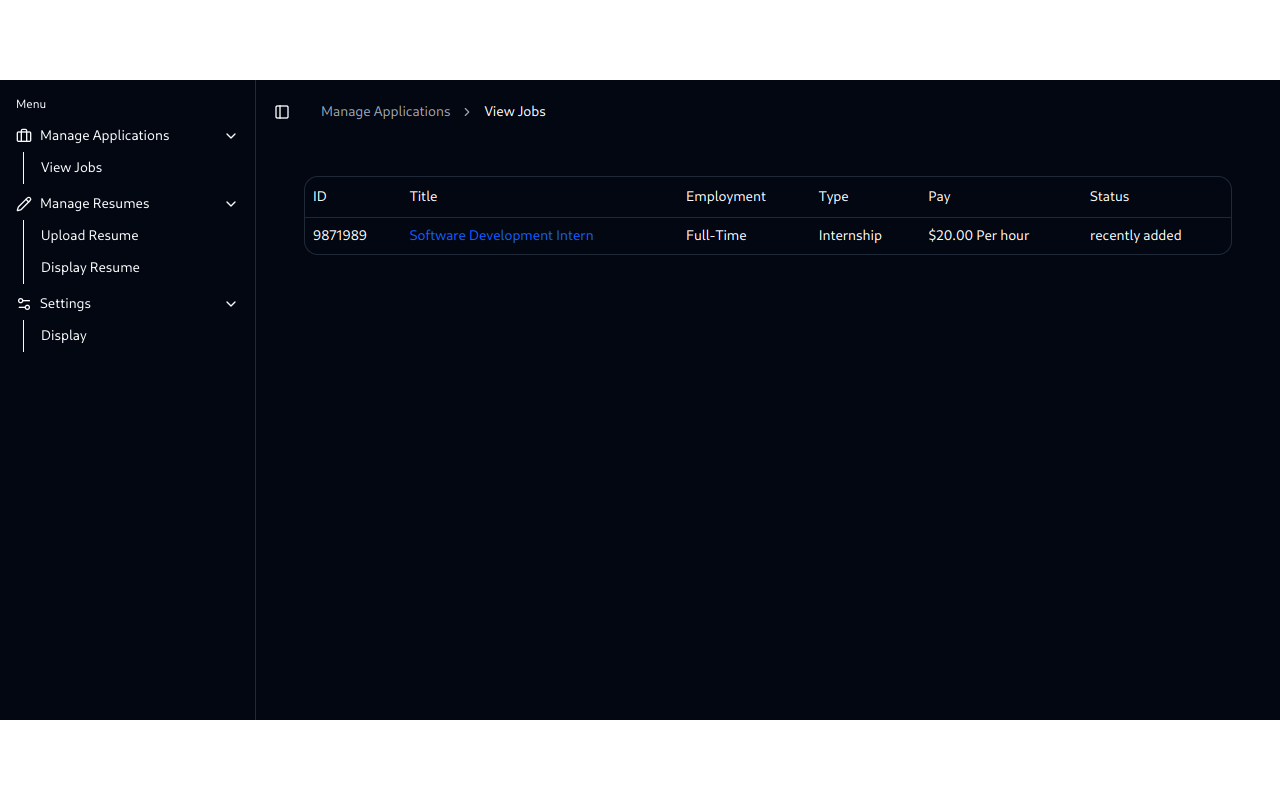 Menu
Manage Applications
View Jobs
Manage Resumes
Upload Resume
Display Resume
Settings
Display
Manage Applications > View Jobs
ID Title Employment Type Pay Status
9871989 Software Development Intern Full-Time Internship $20.00 Per hour recently added